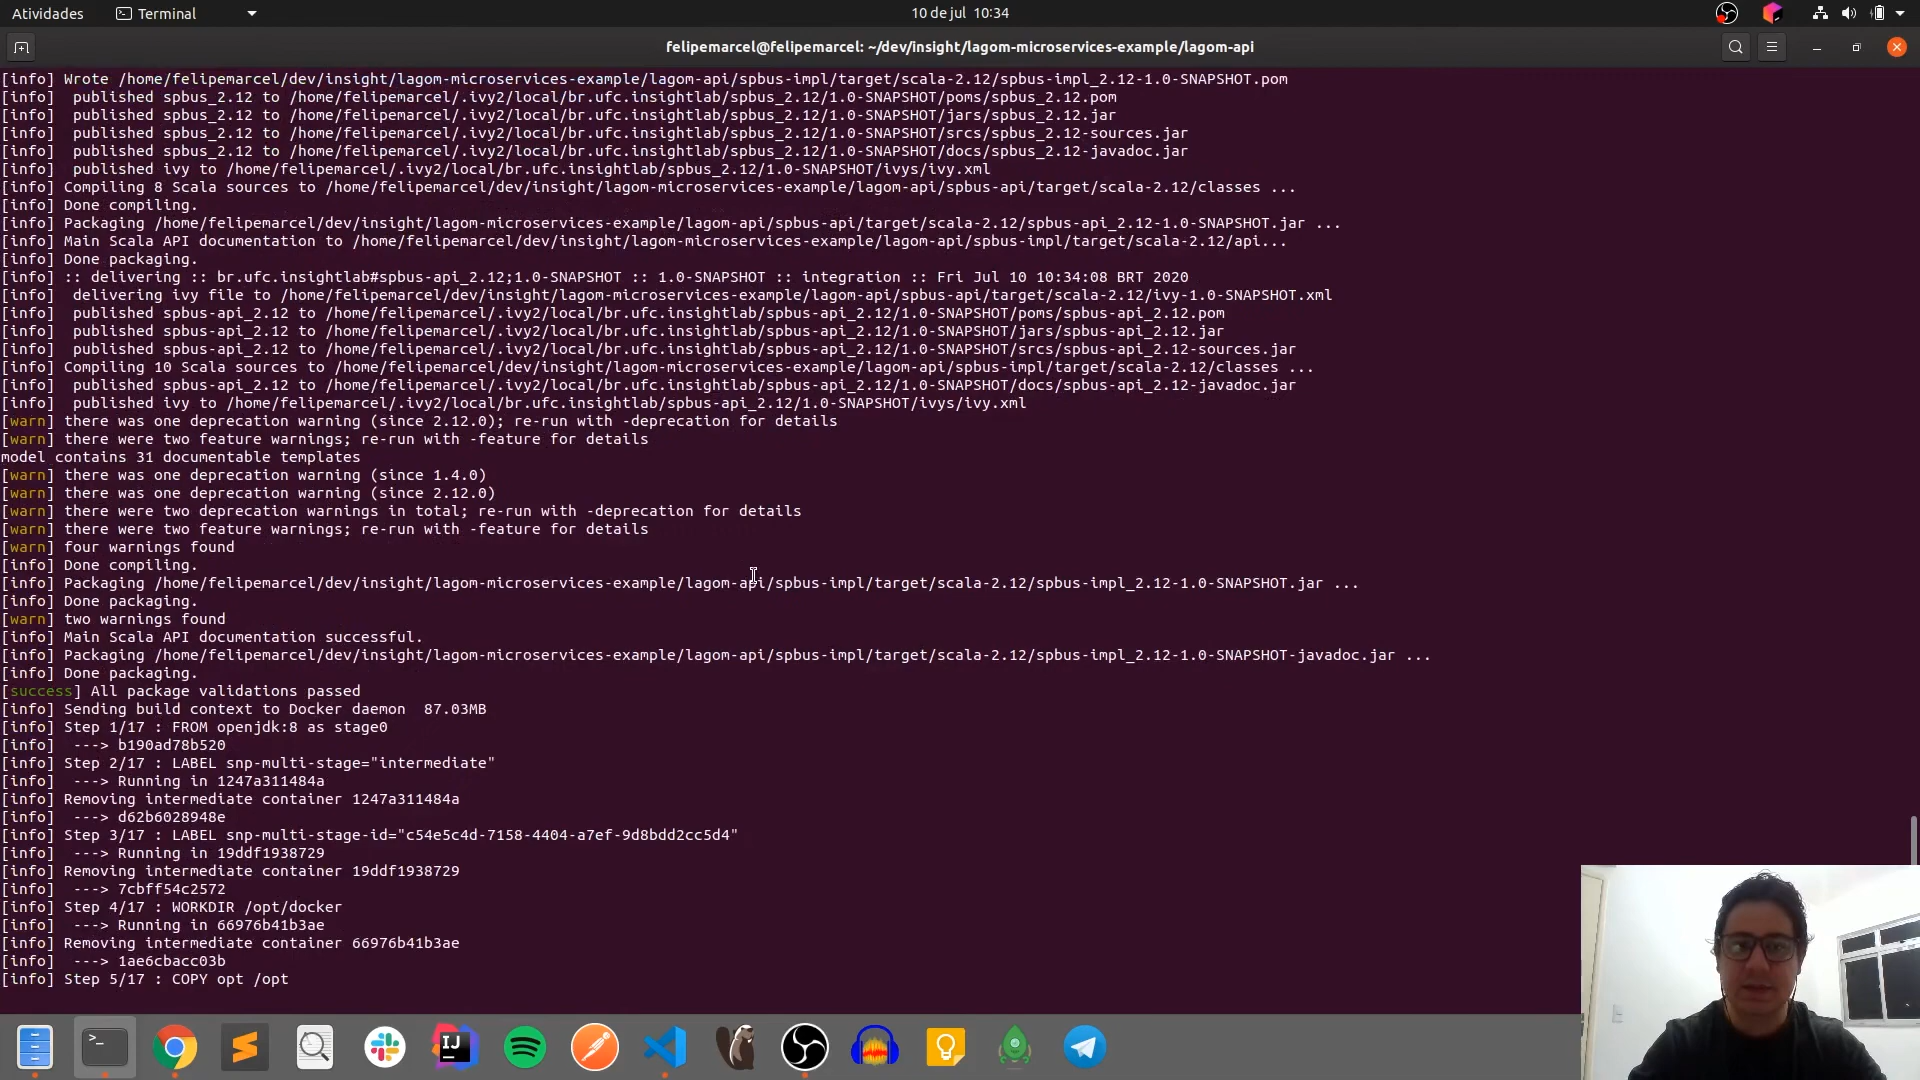 Atividades
Terminal
10 de jul 10:34
felipemarcel@felipemarcel: ~/dev/insight/lagom-microservices-example/lagom-api
[info] Wrote /home/felipemarcel/dev/insight/lagom-microservices-example/lagom-api/spbus-impl/target/scala-2.12/spbus-impl_2.12-1.0-SNAPSHOT.pom
[info]  published spbus_2.12 to /home/felipemarcel/.ivy2/local/br.ufc.insightlab/spbus_2.12/1.0-SNAPSHOT/poms/spbus_2.12.pom
[info]  published spbus_2.12 to /home/felipemarcel/.ivy2/local/br.ufc.insightlab/spbus_2.12/1.0-SNAPSHOT/jars/spbus_2.12.jar
[info]  published spbus_2.12 to /home/felipemarcel/.ivy2/local/br.ufc.insightlab/spbus_2.12/1.0-SNAPSHOT/srcs/spbus_2.12-sources.jar
[info]  published spbus_2.12 to /home/felipemarcel/.ivy2/local/br.ufc.insightlab/spbus_2.12/1.0-SNAPSHOT/docs/spbus_2.12-javadoc.jar
[info]  published ivy to /home/felipemarcel/.ivy2/local/br.ufc.insightlab/spbus_2.12/1.0-SNAPSHOT/ivys/ivy.xml
[info] Compiling 8 Scala sources to /home/felipemarcel/dev/insight/lagom-microservices-example/lagom-api/spbus-api/target/scala-2.12/classes ...
[info] Done compiling.
[info] Packaging /home/felipemarcel/dev/insight/lagom-microservices-example/lagom-api/spbus-api/target/scala-2.12/spbus-api_2.12-1.0-SNAPSHOT.jar ...
[info] Main Scala API documentation to /home/felipemarcel/dev/insight/lagom-microservices-example/lagom-api/spbus-impl/target/scala-2.12/api...
[info] Done packaging.
[info] :: delivering :: br.ufc.insightlab#spbus-api_2.12;1.0-SNAPSHOT :: 1.0-SNAPSHOT :: integration :: Fri Jul 10 10:34:08 BRT 2020
[info]  delivering ivy file to /home/felipemarcel/dev/insight/lagom-microservices-example/lagom-api/spbus-api/target/scala-2.12/ivy-1.0-SNAPSHOT.xml
[info]  published spbus-api_2.12 to /home/felipemarcel/.ivy2/local/br.ufc.insightlab/spbus-api_2.12/1.0-SNAPSHOT/poms/spbus-api_2.12.pom
[info]  published spbus-api_2.12 to /home/felipemarcel/.ivy2/local/br.ufc.insightlab/spbus-api_2.12/1.0-SNAPSHOT/jars/spbus-api_2.12.jar
[info]  published spbus-api_2.12 to /home/felipemarcel/.ivy2/local/br.ufc.insightlab/spbus-api_2.12/1.0-SNAPSHOT/srcs/spbus-api_2.12-sources.jar
[info] Compiling 10 Scala sources to /home/felipemarcel/dev/insight/lagom-microservices-example/lagom-api/spbus-impl/target/scala-2.12/classes ...
[info]  published spbus-api_2.12 to /home/felipemarcel/.ivy2/local/br.ufc.insightlab/spbus-api_2.12/1.0-SNAPSHOT/docs/spbus-api_2.12-javadoc.jar
[info]  published ivy to /home/felipemarcel/.ivy2/local/br.ufc.insightlab/spbus-api_2.12/1.0-SNAPSHOT/ivys/ivy.xml
[warn] there was one deprecation warning (since 2.12.0); re-run with -deprecation for details
[warn] there were two feature warnings; re-run with -feature for details
model contains 31 documentable templates
[warn] there was one deprecation warning (since 1.4.0)
[warn] there was one deprecation warning (since 2.12.0)
[warn] there were two deprecation warnings in total; re-run with -deprecation for details
[warn] there were two feature warnings; re-run with -feature for details
[warn] four warnings found
[info] Done compiling.
[info] Packaging /home/felipemarcel/dev/insight/lagom-microservices-example/lagom-api/spbus-impl/target/scala-2.12/spbus-impl_2.12-1.0-SNAPSHOT.jar ...
[info] Done packaging.
[warn] two warnings found
[info] Main Scala API documentation successful.
[info] Packaging /home/felipemarcel/dev/insight/lagom-microservices-example/lagom-api/spbus-impl/target/scala-2.12/spbus-impl_2.12-1.0-SNAPSHOT-javadoc.jar ...
[info] Done packaging.
[success] All package validations passed
[info] Sending build context to Docker daemon  87.03MB
[info] Step 1/17 : FROM openjdk:8 as stage0
[info]  ---> b190ad78b520
[info] Step 2/17 : LABEL snp-multi-stage="intermediate"
[info]  ---> Running in 1247a311484a
[info] Removing intermediate container 1247a311484a
[info]  ---> d62b6028948e
[info] Step 3/17 : LABEL snp-multi-stage-id="c54e5c4d-7158-4404-a7ef-9d8bdd2cc5d4"
[info]  ---> Running in 19ddf1938729
[info] Removing intermediate container 19ddf1938729
[info]  ---> 7cbff54c2572
[info] Step 4/17 : WORKDIR /opt/docker
[info]  ---> Running in 66976b41b3ae
[info] Removing intermediate container 66976b41b3ae
[info]  ---> 1ae6cbacc03b
[info] Step 5/17 : COPY opt /opt
>_
IJ